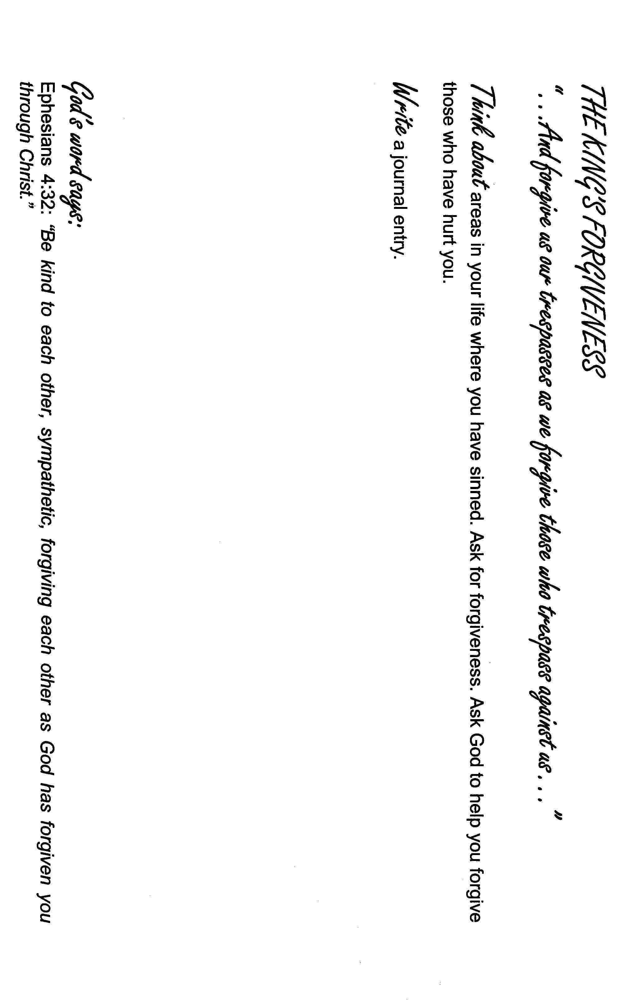 THE KING'S FORGIVENESS
“. . .And forgive us our trespasses as we forgive those who trespass against us. . . ”
Think about areas in your life where you have sinned. Ask for forgiveness. Ask God to help you forgive
those who have hurt you.
Write a journal entry.
God's word says:
Ephesians 4:32: “Be kind to each other, sympathetic, forgiving each other as God has forgiven you
through Christ.”